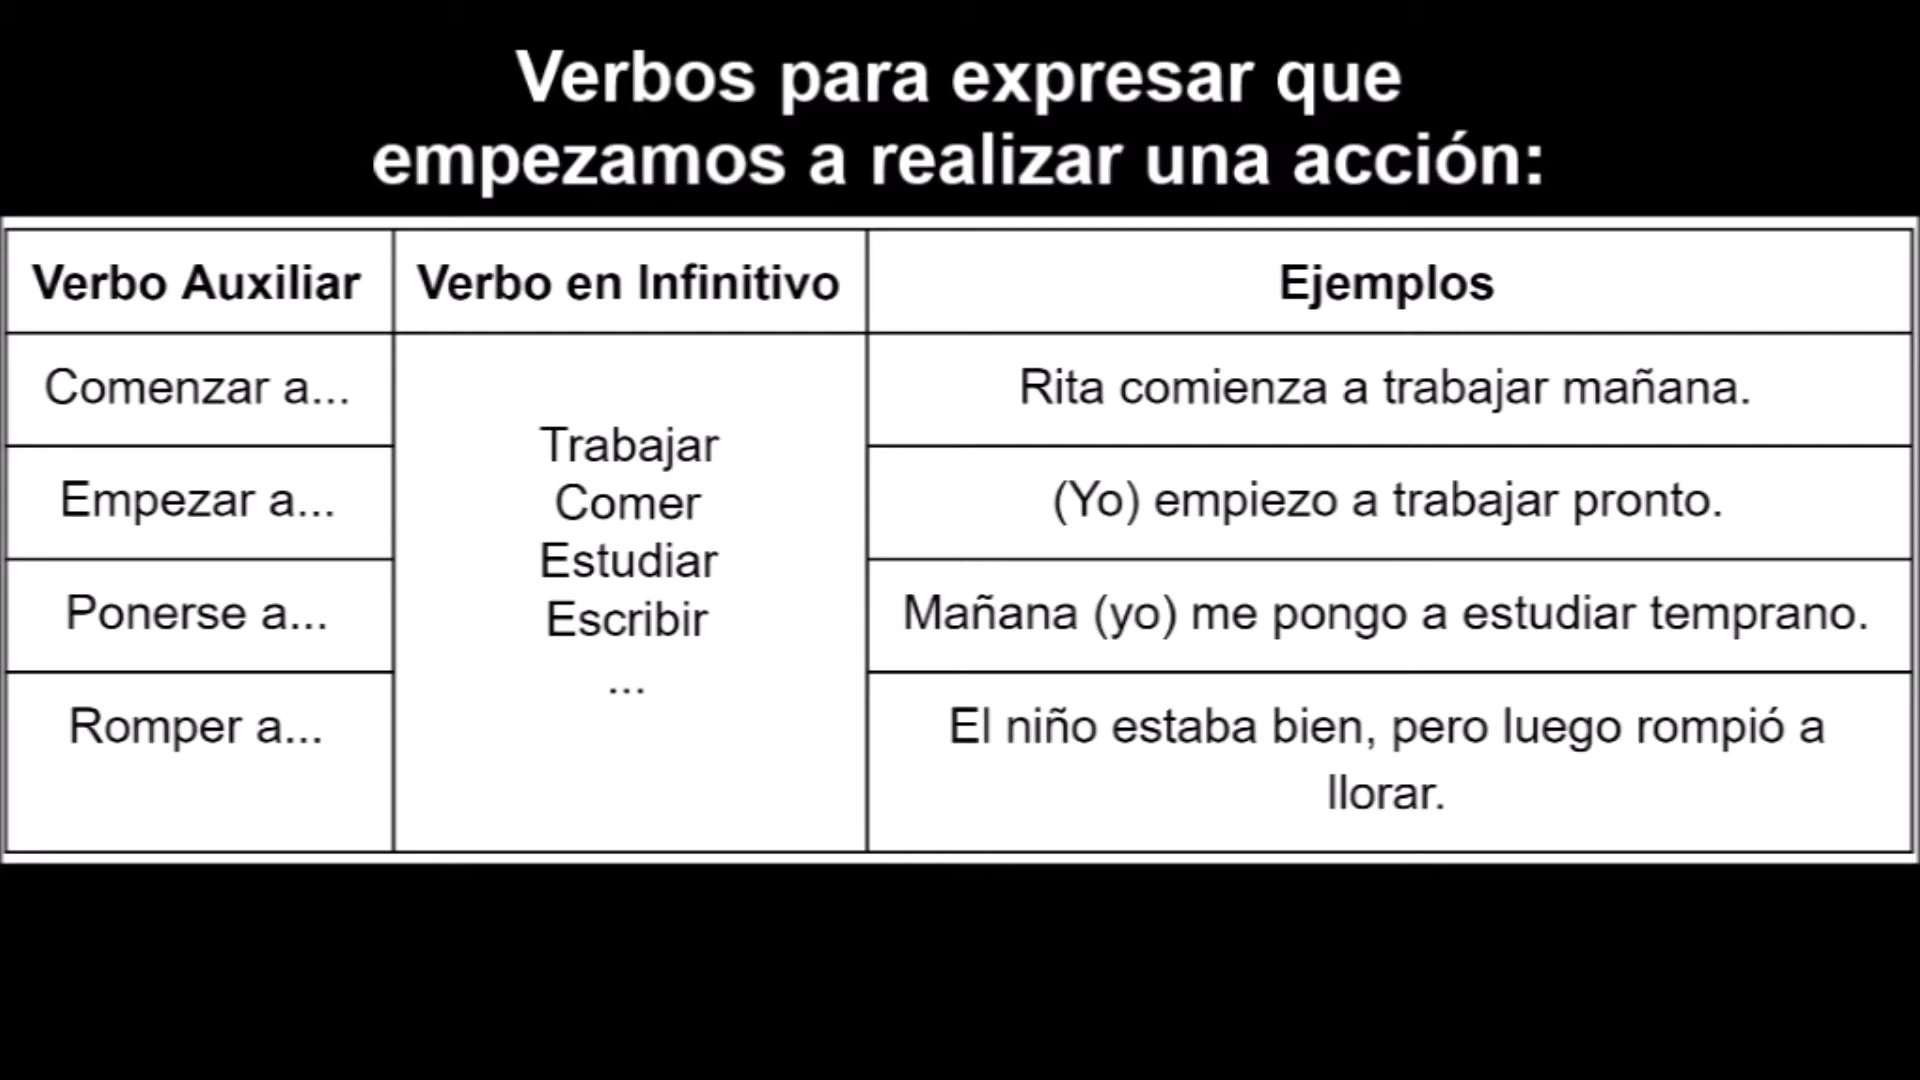 Verbos para expresar que
empezamos a realizar una acción:
Verbo Auxiliar
Verbo en Infinitivo
Ejemplos
Comenzar a...
Trabajar
Comer
Estudiar
Escribir
...
Rita comienza a trabajar mañana.
Empezar a...
(Yo) empiezo a trabajar pronto.
Ponerse a...
Mañana (yo) me pongo a estudiar temprano.
Romper a...
El niño estaba bien, pero luego rompió a
llorar.